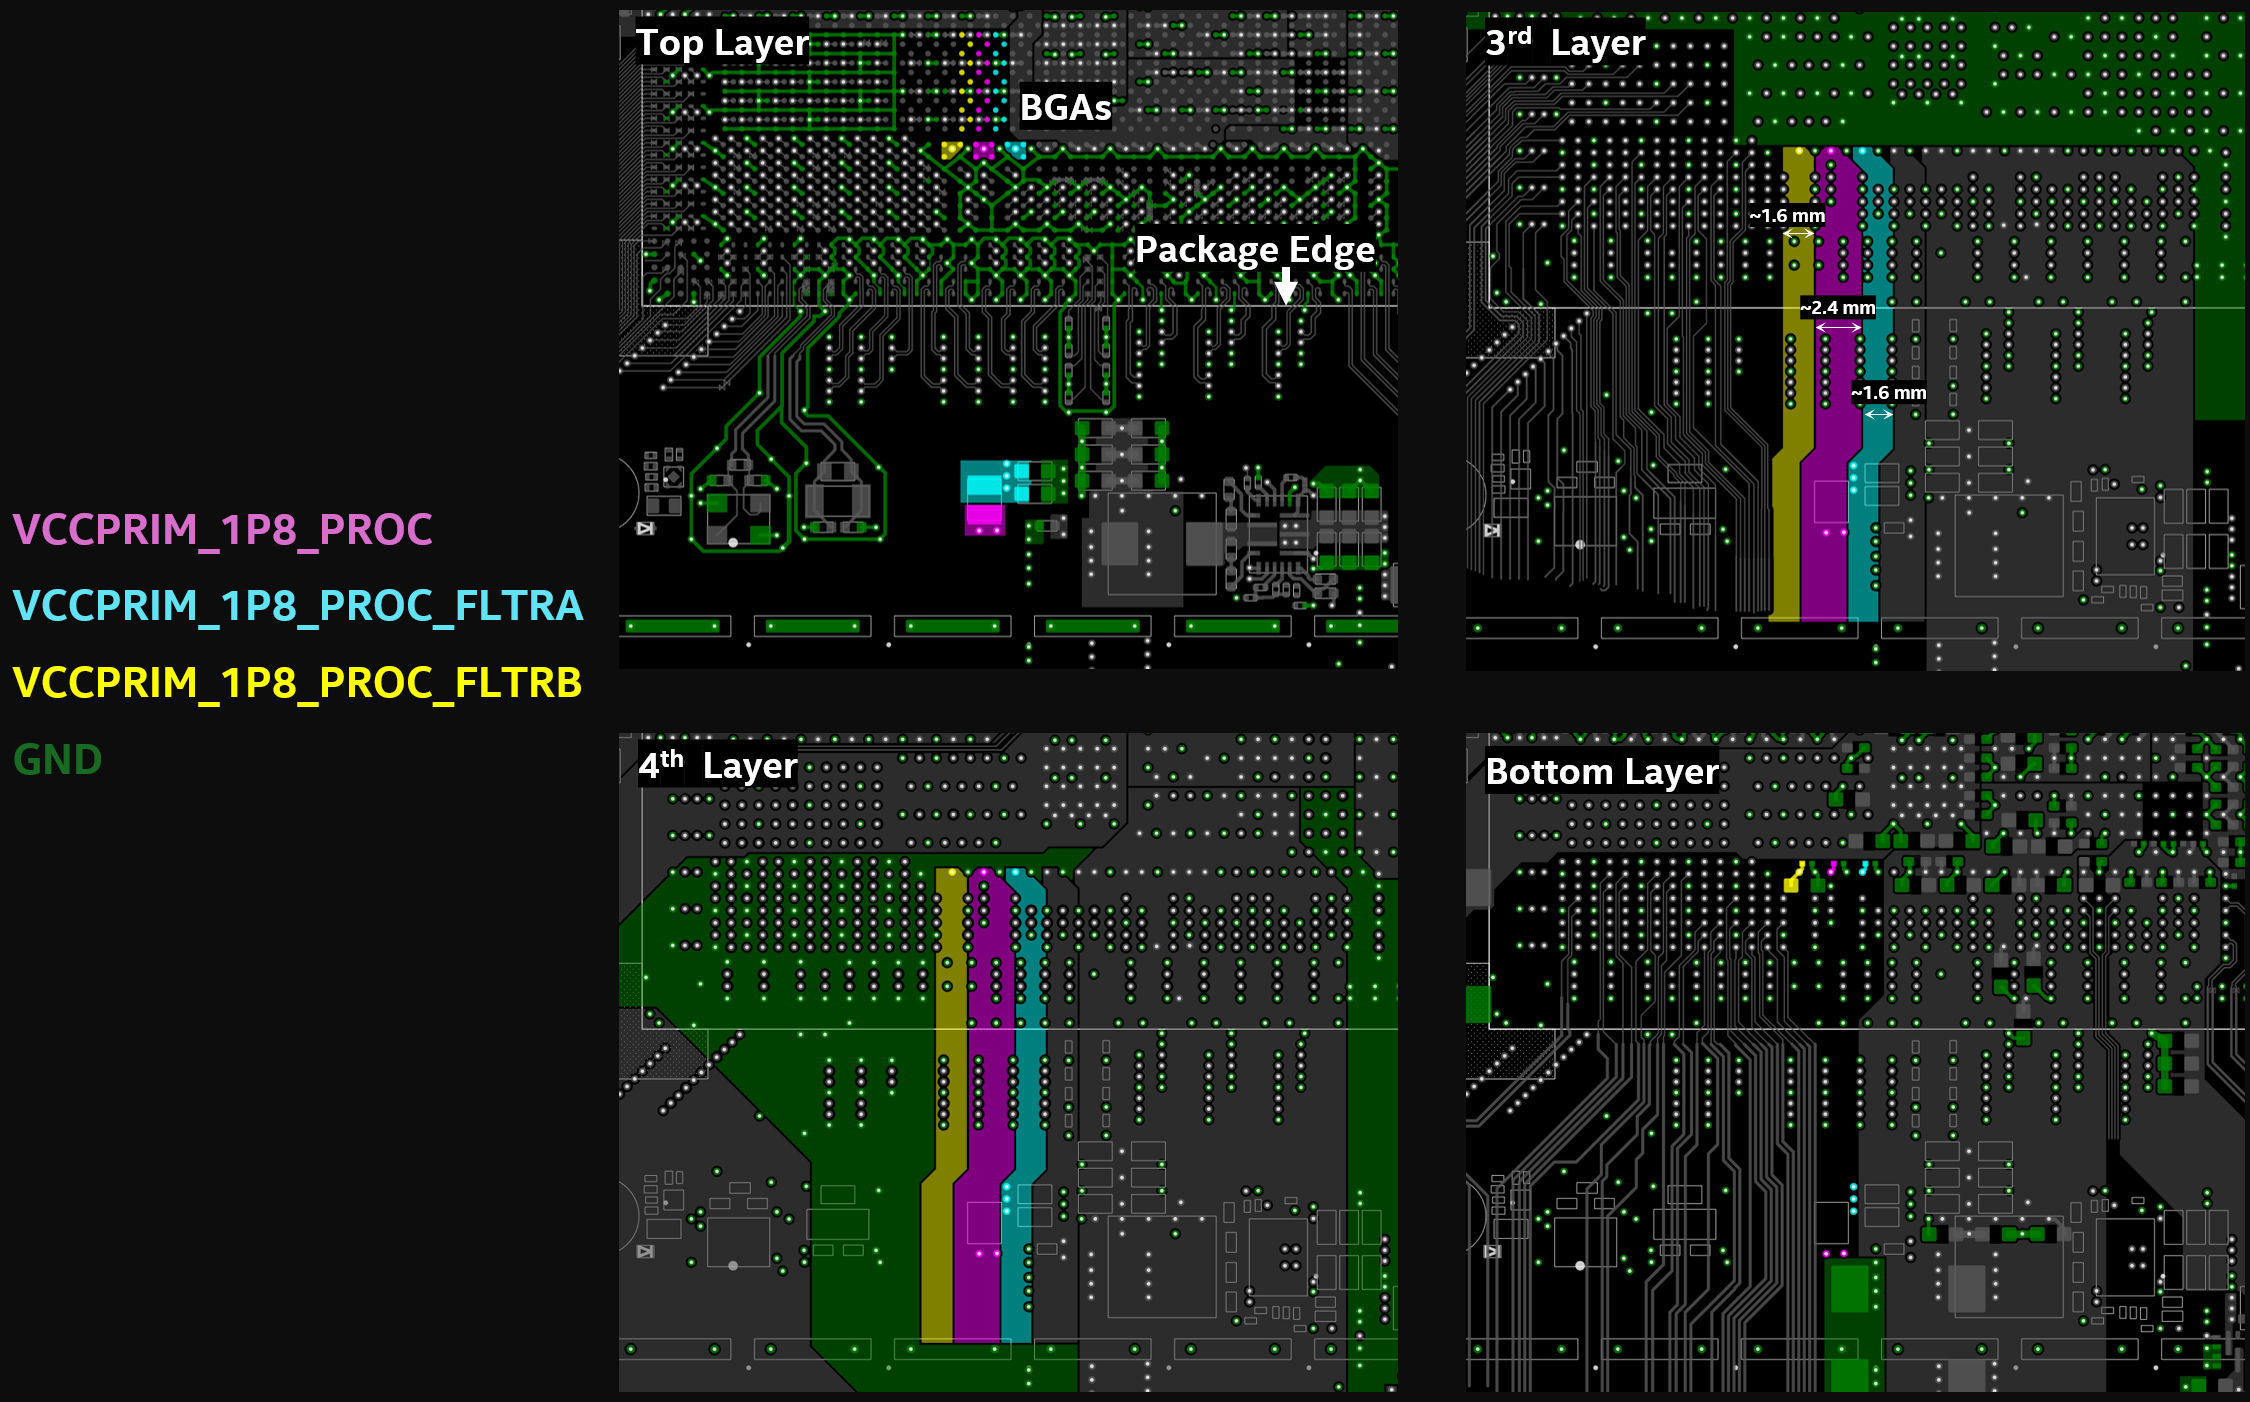 Top Layer
BGAs
Package Edge
3rd Layer
~1.6 mm
~2.4 mm
~1.6 mm
VCCPRIM_1P8_PROC
VCCPRIM_1P8_PROC_FLTRA
VCCPRIM_1P8_PROC_FLTRB
GND
4th Layer
Bottom Layer